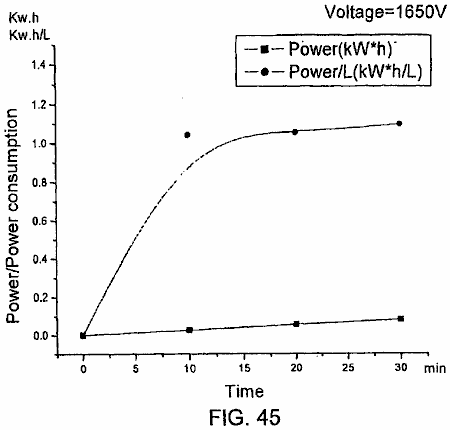 Kw.h
Kw.h/L
Voltage=1650V
Power(kW*h)
Power/L(kW*h/L)
Power/Power consumption
1.4
1.2
1.0
0.8
0.6
0.4
0.2
0.0
0 5 10 15 20 25 30 min
Time
FIG. 45